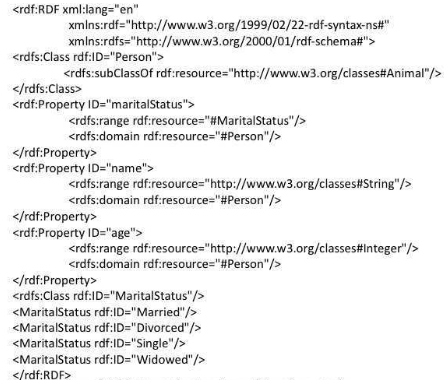 <rdf:RDF xml:lang="en"
xmlns:rdf="http://www.w3.org/1999/02/22-rdf-syntax-ns#"
xmlns:rdfs="http://www.w3.org/2000/01/rdf-schema#">
<rdfs:Class rdf:ID="Person">
<rdfs:subClassOf rdf:resource="http://www.w3.org/classes#Animal"/>
</rdfs:Class>
<rdf:Property ID="maritalStatus">
<rdfs:range rdf:resource="#MaritalStatus"/>
<rdfs:domain rdf:resource="#Person"/>
</rdf:Property>
<rdf:Property ID="name">
<rdfs:range rdf:resource="http://www.w3.org/classes#String"/>
<rdfs:domain rdf:resource="#Person"/>
</rdf:Property>
<rdf:Property ID="age">
<rdfs:range rdf:resource="http://www.w3.org/classes#Integer"/>
<rdfs:domain rdf:resource="#Person"/>
</rdf:Property>
<rdfs:Class rdf:ID="MaritalStatus"/>
<MaritalStatus rdf:ID="Married"/>
<MaritalStatus rdf:ID="Divorced"/>
<MaritalStatus rdf:ID="Single"/>
<MaritalStatus rdf:ID="Widowed"/>
</rdf:RDF>